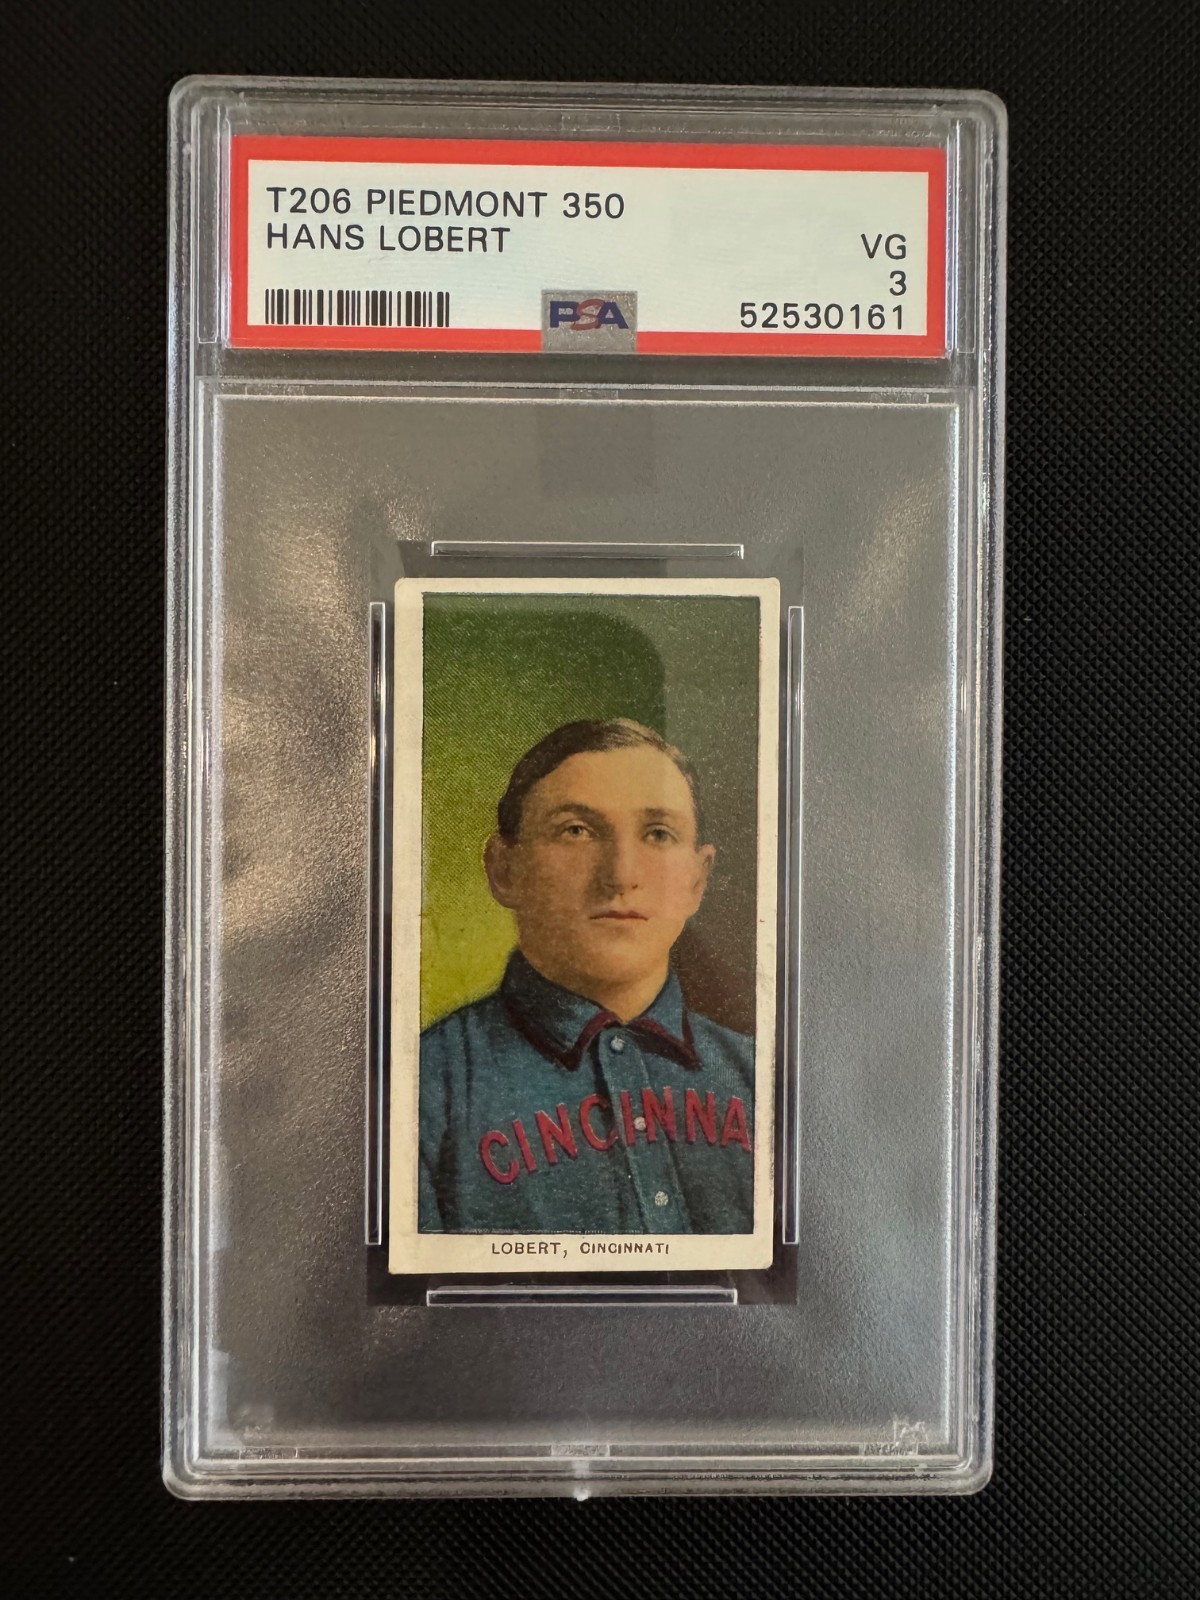 T206 PIEDMONT 350
HANS LOBERT
VG
3
PSA
52530161
CINCINNA
LOBERT, CINCINNATI